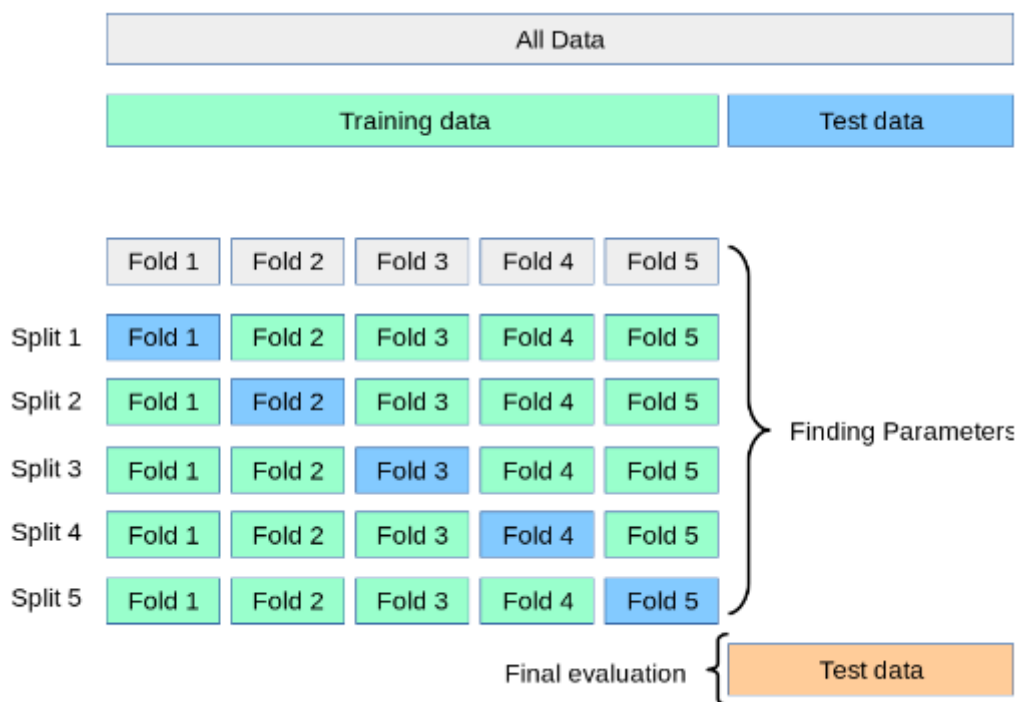 All Data
Training data Test data
Fold 1 Fold 2 Fold 3 Fold 4 Fold 5
Split 1 Fold 1 Fold 2 Fold 3 Fold 4 Fold 5
Split 2 Fold 1 Fold 2 Fold 3 Fold 4 Fold 5
Finding Parameters
Split 3 Fold 1 Fold 2 Fold 3 Fold 4 Fold 5
Split 4 Fold 1 Fold 2 Fold 3 Fold 4 Fold 5
Split 5 Fold 1 Fold 2 Fold 3 Fold 4 Fold 5
Final evaluation Test data